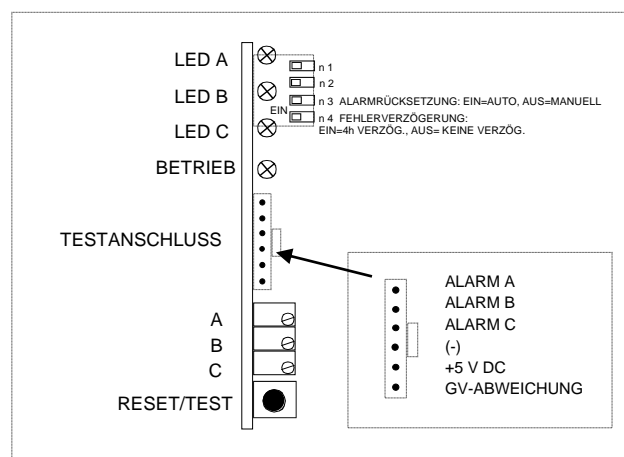 LED A
n 1
n 2
LED B
n 3 ALARMRÜCKSETZUNG: EIN=AUTO, AUS=MANUELL
EIN
n 4 FEHLERVERZÖGERUNG:
EIN=4h VERZÖG., AUS= KEINE VERZÖG.
LED C
BETRIEB
TESTANSCHLUSS
ALARM A
ALARM B
ALARM C
(-)
+5 V DC
GV-ABWEICHUNG
A
B
C
RESET/TEST